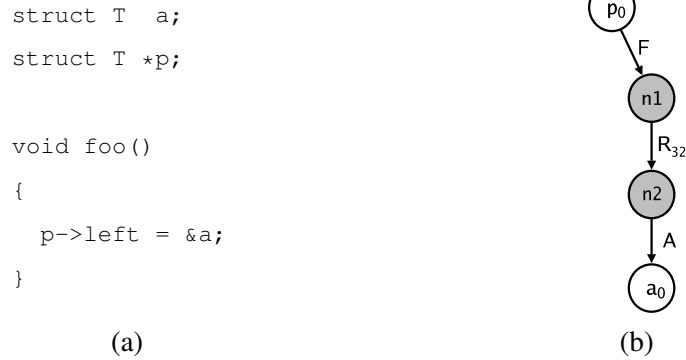 struct T  a;
struct T *p;
void foo()
{
  p->left = &a;
}
(a)
p₀
F
n1
R₃₂
n2
A
a₀
(b)